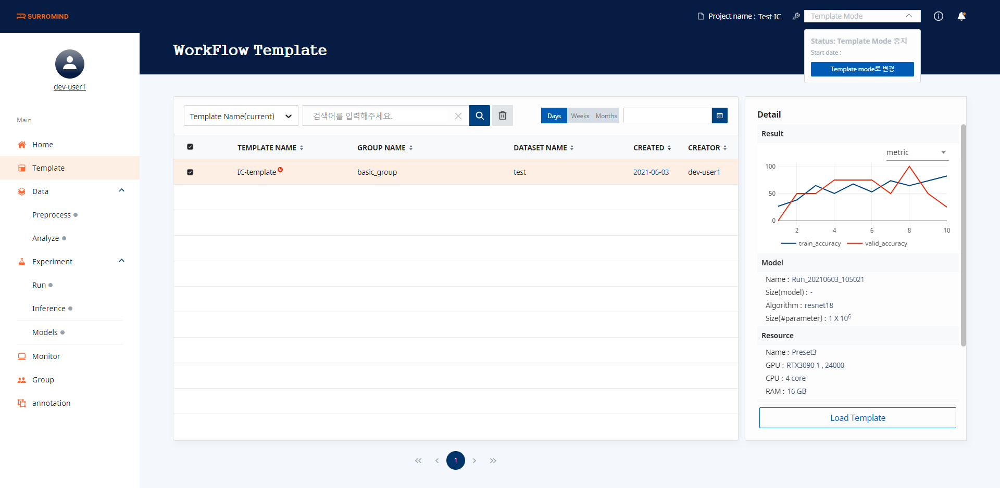 SURROMIND
Project name : Test-IC
Template Mode
Status: Template Mode 중지
Start date :
Template mode로 변경
WorkFlow Template
dev-user1
Main
Home
Template
Data
Preprocess
Analyze
Experiment
Run
Inference
Models
Monitor
Group
annotation
Template Name(current)
검색어를 입력해주세요.
Days Weeks Months
TEMPLATE NAME GROUP NAME DATASET NAME CREATED CREATOR
IC-template N basic_group test 2021-06-03 dev-user1
1
Detail
Result
metric
100
50
0
2 4 6 8 10
train_accuracy valid_accuracy
Model
Name : Run_20210603_105021
Size(model) : -
Algorithm : resnet18
Size(#parameter) : 1 X 10⁶
Resource
Name : Preset3
GPU : RTX3090 1 , 24000
CPU : 4 core
RAM : 16 GB
Load Template